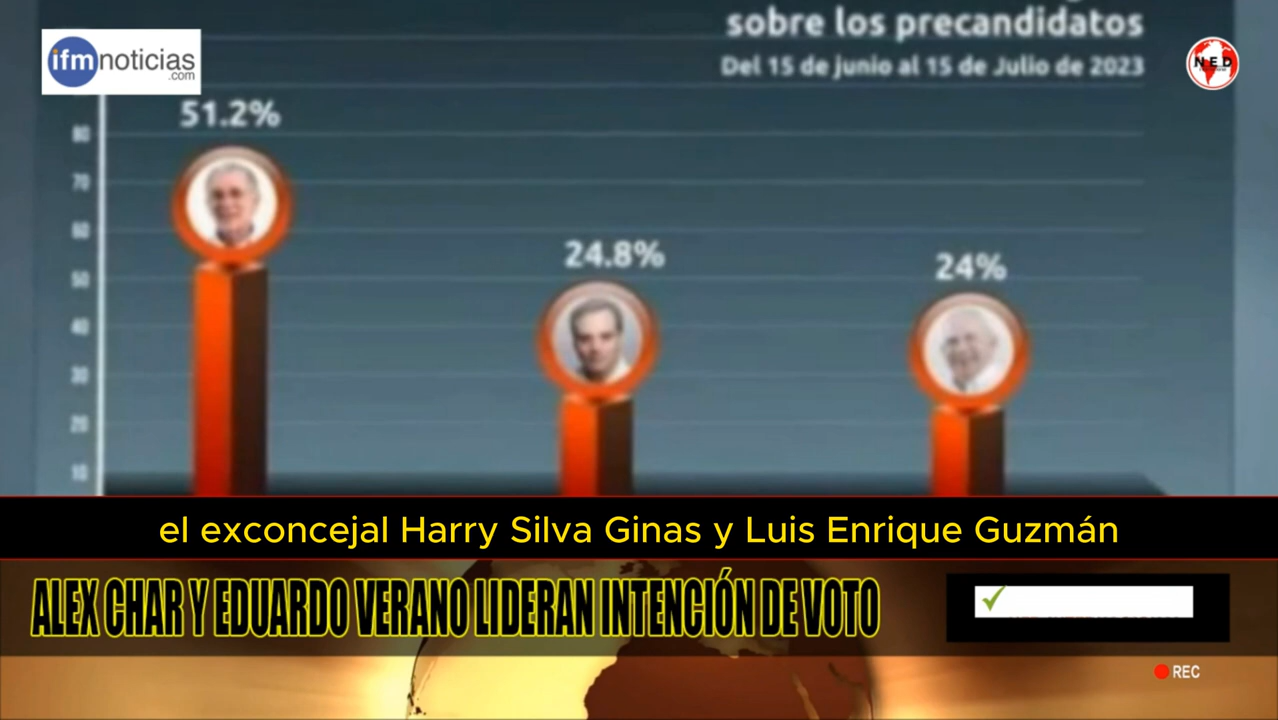 sobre los precandidatos
Del 15 de junio al 15 de Julio de 2023
ifmnoticias
.com
NED
51.2%
24.8%
24%
80
70
60
50
40
30
20
10
el exconcejal Harry Silva Ginas y Luis Enrique Guzmán
ALEX CHAR Y EDUARDO VERANO LIDERAN INTENCIÓN DE VOTO
REC